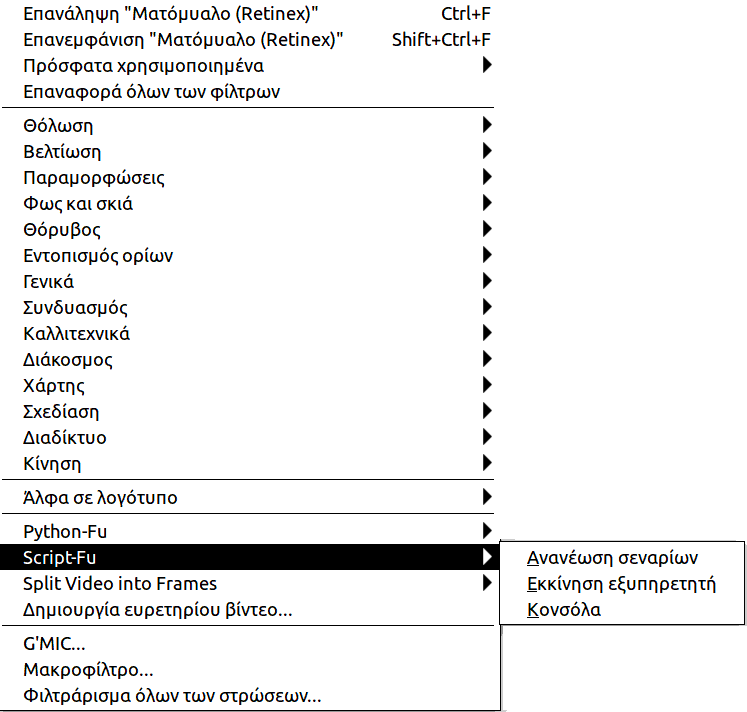 Επανάληψη "Ματόμυαλο (Retinex)" Ctrl+F
Επανεμφάνιση "Ματόμυαλο (Retinex)" Shift+Ctrl+F
Πρόσφατα χρησιμοποιημένα
Επαναφορά όλων των φίλτρων
Θόλωση
Βελτίωση
Παραμορφώσεις
Φως και σκιά
Θόρυβος
Εντοπισμός ορίων
Γενικά
Συνδυασμός
Καλλιτεχνικά
Διάκοσμος
Χάρτης
Σχεδίαση
Διαδίκτυο
Κίνηση
Άλφα σε λογότυπο
Python-Fu
Script-Fu
Split Video into Frames
Δημιουργία ευρετηρίου βίντεο...
G'MIC...
Μακροφίλτρο...
Φιλτράρισμα όλων των στρώσεων...
Ανανέωση σεναρίων
Εκκίνηση εξυπηρετητή
Κονσόλα